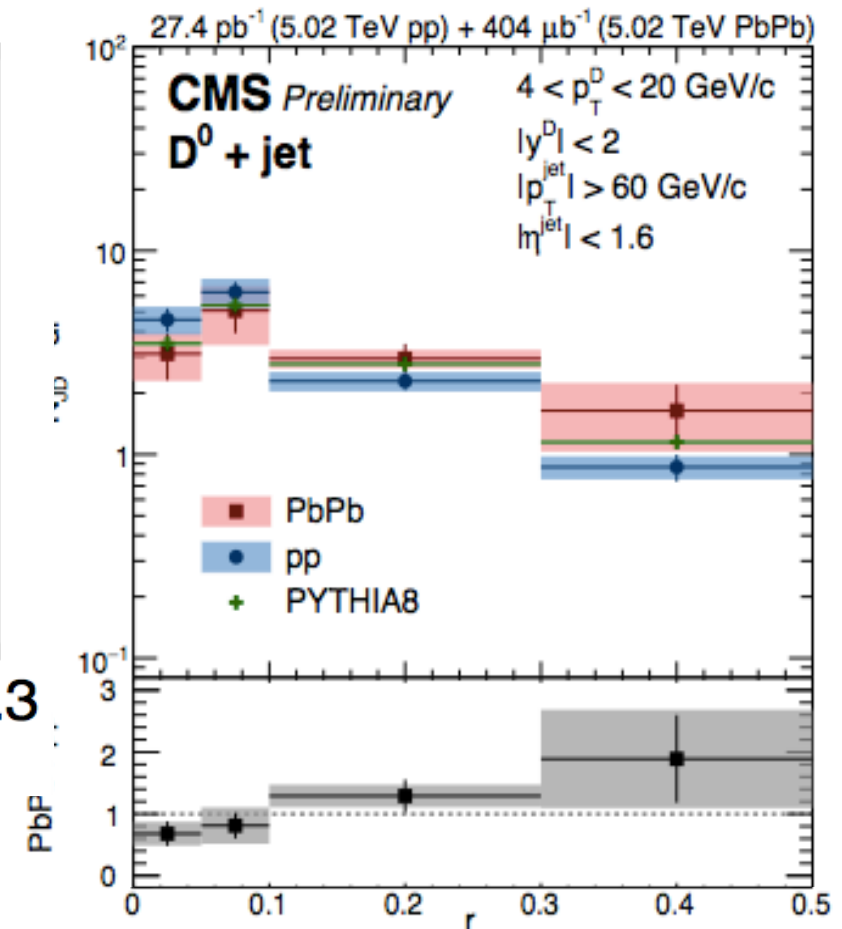 27.4 pb⁻¹ (5.02 TeV pp) + 404 μb⁻¹ (5.02 TeV PbPb)
10²
CMS Preliminary
D⁰ + jet
4 < p_T^D < 20 GeV/c
|y^D| < 2
|p_T^jet| > 60 GeV/c
|η^jet| < 1.6
10
1
PbPb
pp
PYTHIA8
10⁻¹
.3
3
2
1
0
0 0.1 0.2 0.3 0.4 0.5
r